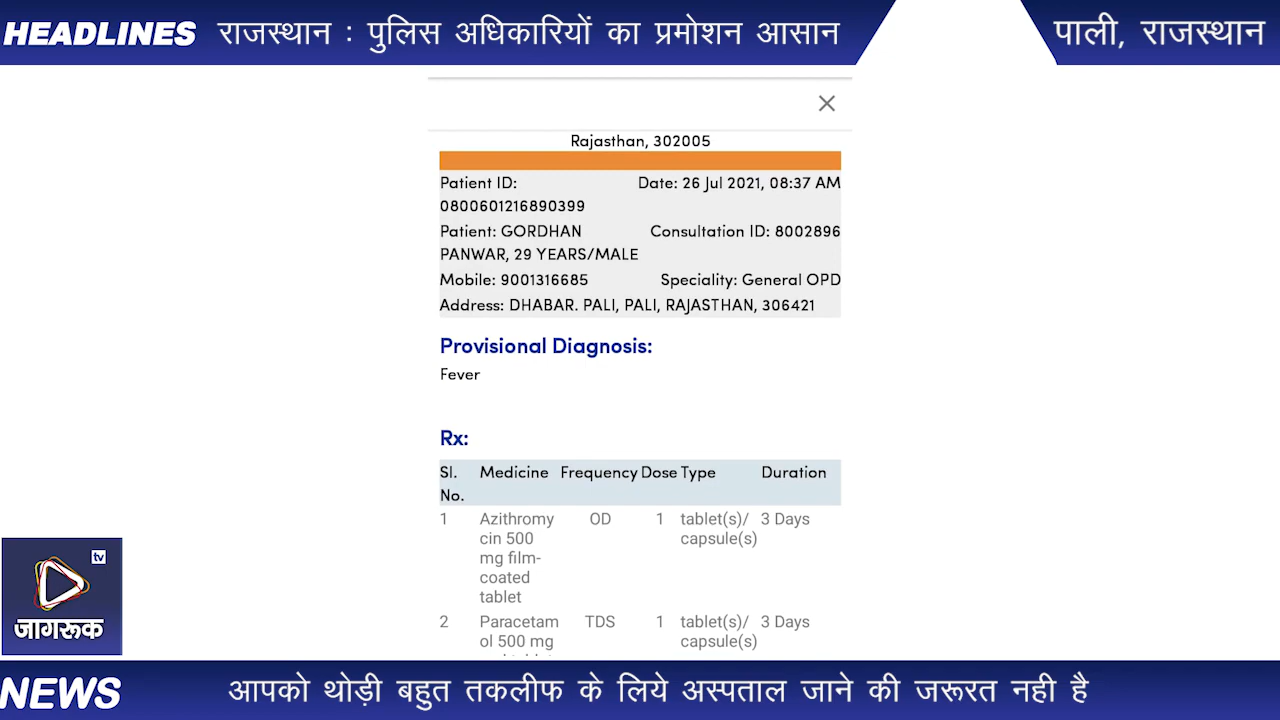 HEADLINES राजस्थान : पुलिस अधिकारियों का प्रमोशन आसान
पाली, राजस्थान
Rajasthan, 302005
Patient ID: Date: 26 Jul 2021, 08:37 AM
0800601216890399
Patient: GORDHAN Consultation ID: 8002896
PANWAR, 29 YEARS/MALE
Mobile: 9001316685 Speciality: General OPD
Address: DHABAR. PALI, PALI, RAJASTHAN, 306421
Provisional Diagnosis:
Fever
Rx:
Sl. Medicine Frequency Dose Type Duration
No.
1 Azithromy OD 1 tablet(s)/ 3 Days
cin 500 capsule(s)
mg film-
coated
tablet
2 Paracetam TDS 1 tablet(s)/ 3 Days
ol 500 mg capsule(s)
tv
जागरूक
NEWS आपको थोड़ी बहुत तकलीफ के लिये अस्पताल जाने की जरूरत नही है